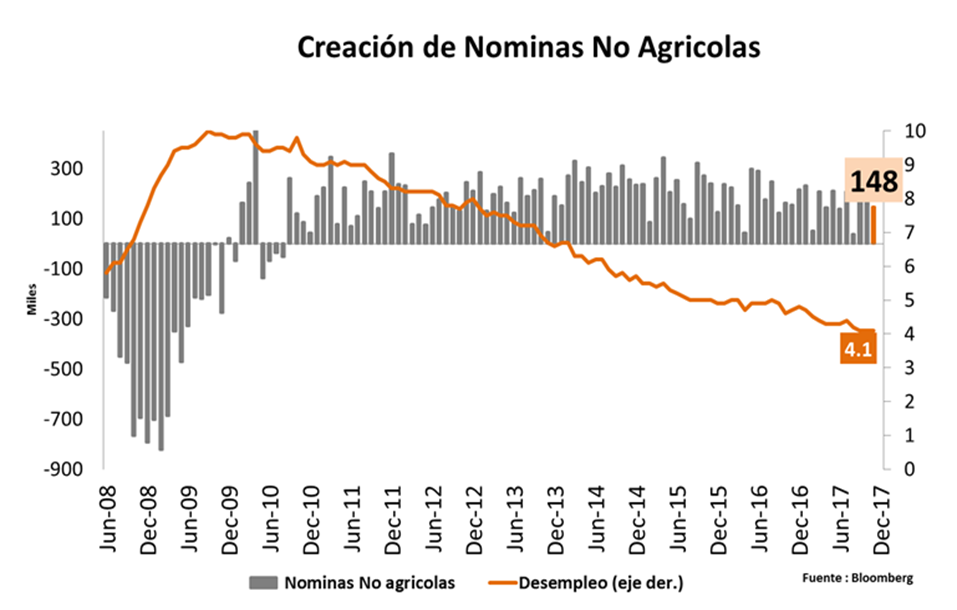 Creación de Nominas No Agricolas
Miles
300
100
-100
-300
-500
-700
-900
10
9
8
7
6
5
4
3
2
1
0
148
4.1
Jun-08
Dec-08
Jun-09
Dec-09
Jun-10
Dec-10
Jun-11
Dec-11
Jun-12
Dec-12
Jun-13
Dec-13
Jun-14
Dec-14
Jun-15
Dec-15
Jun-16
Dec-16
Jun-17
Dec-17
Nominas No agricolas
Desempleo (eje der.)
Fuente : Bloomberg